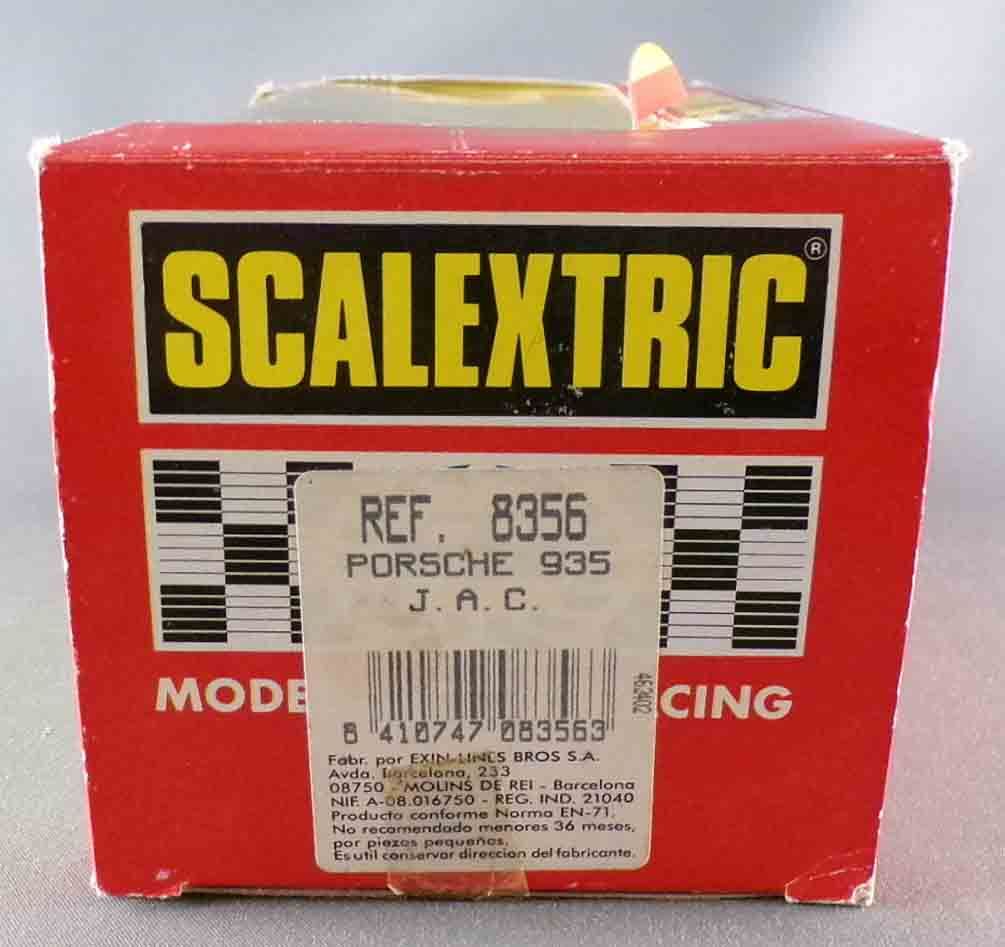 SCALEXTRIC®
REF. 8356
PORSCHE 935
J.A.C.
MODE CING
462402
8 410747 083563
Fabr. por EXIN-LINES BROS S.A.
Avda. Barcelona, 233
08750 - MOLINS DE REI - Barcelona
NIF. A-08.016750 - REG. IND. 21040
Producto conforme Norma EN-71.
No recomendado menores 36 meses,
por piezas pequeñas.
Es util conservar direccion del fabricante.